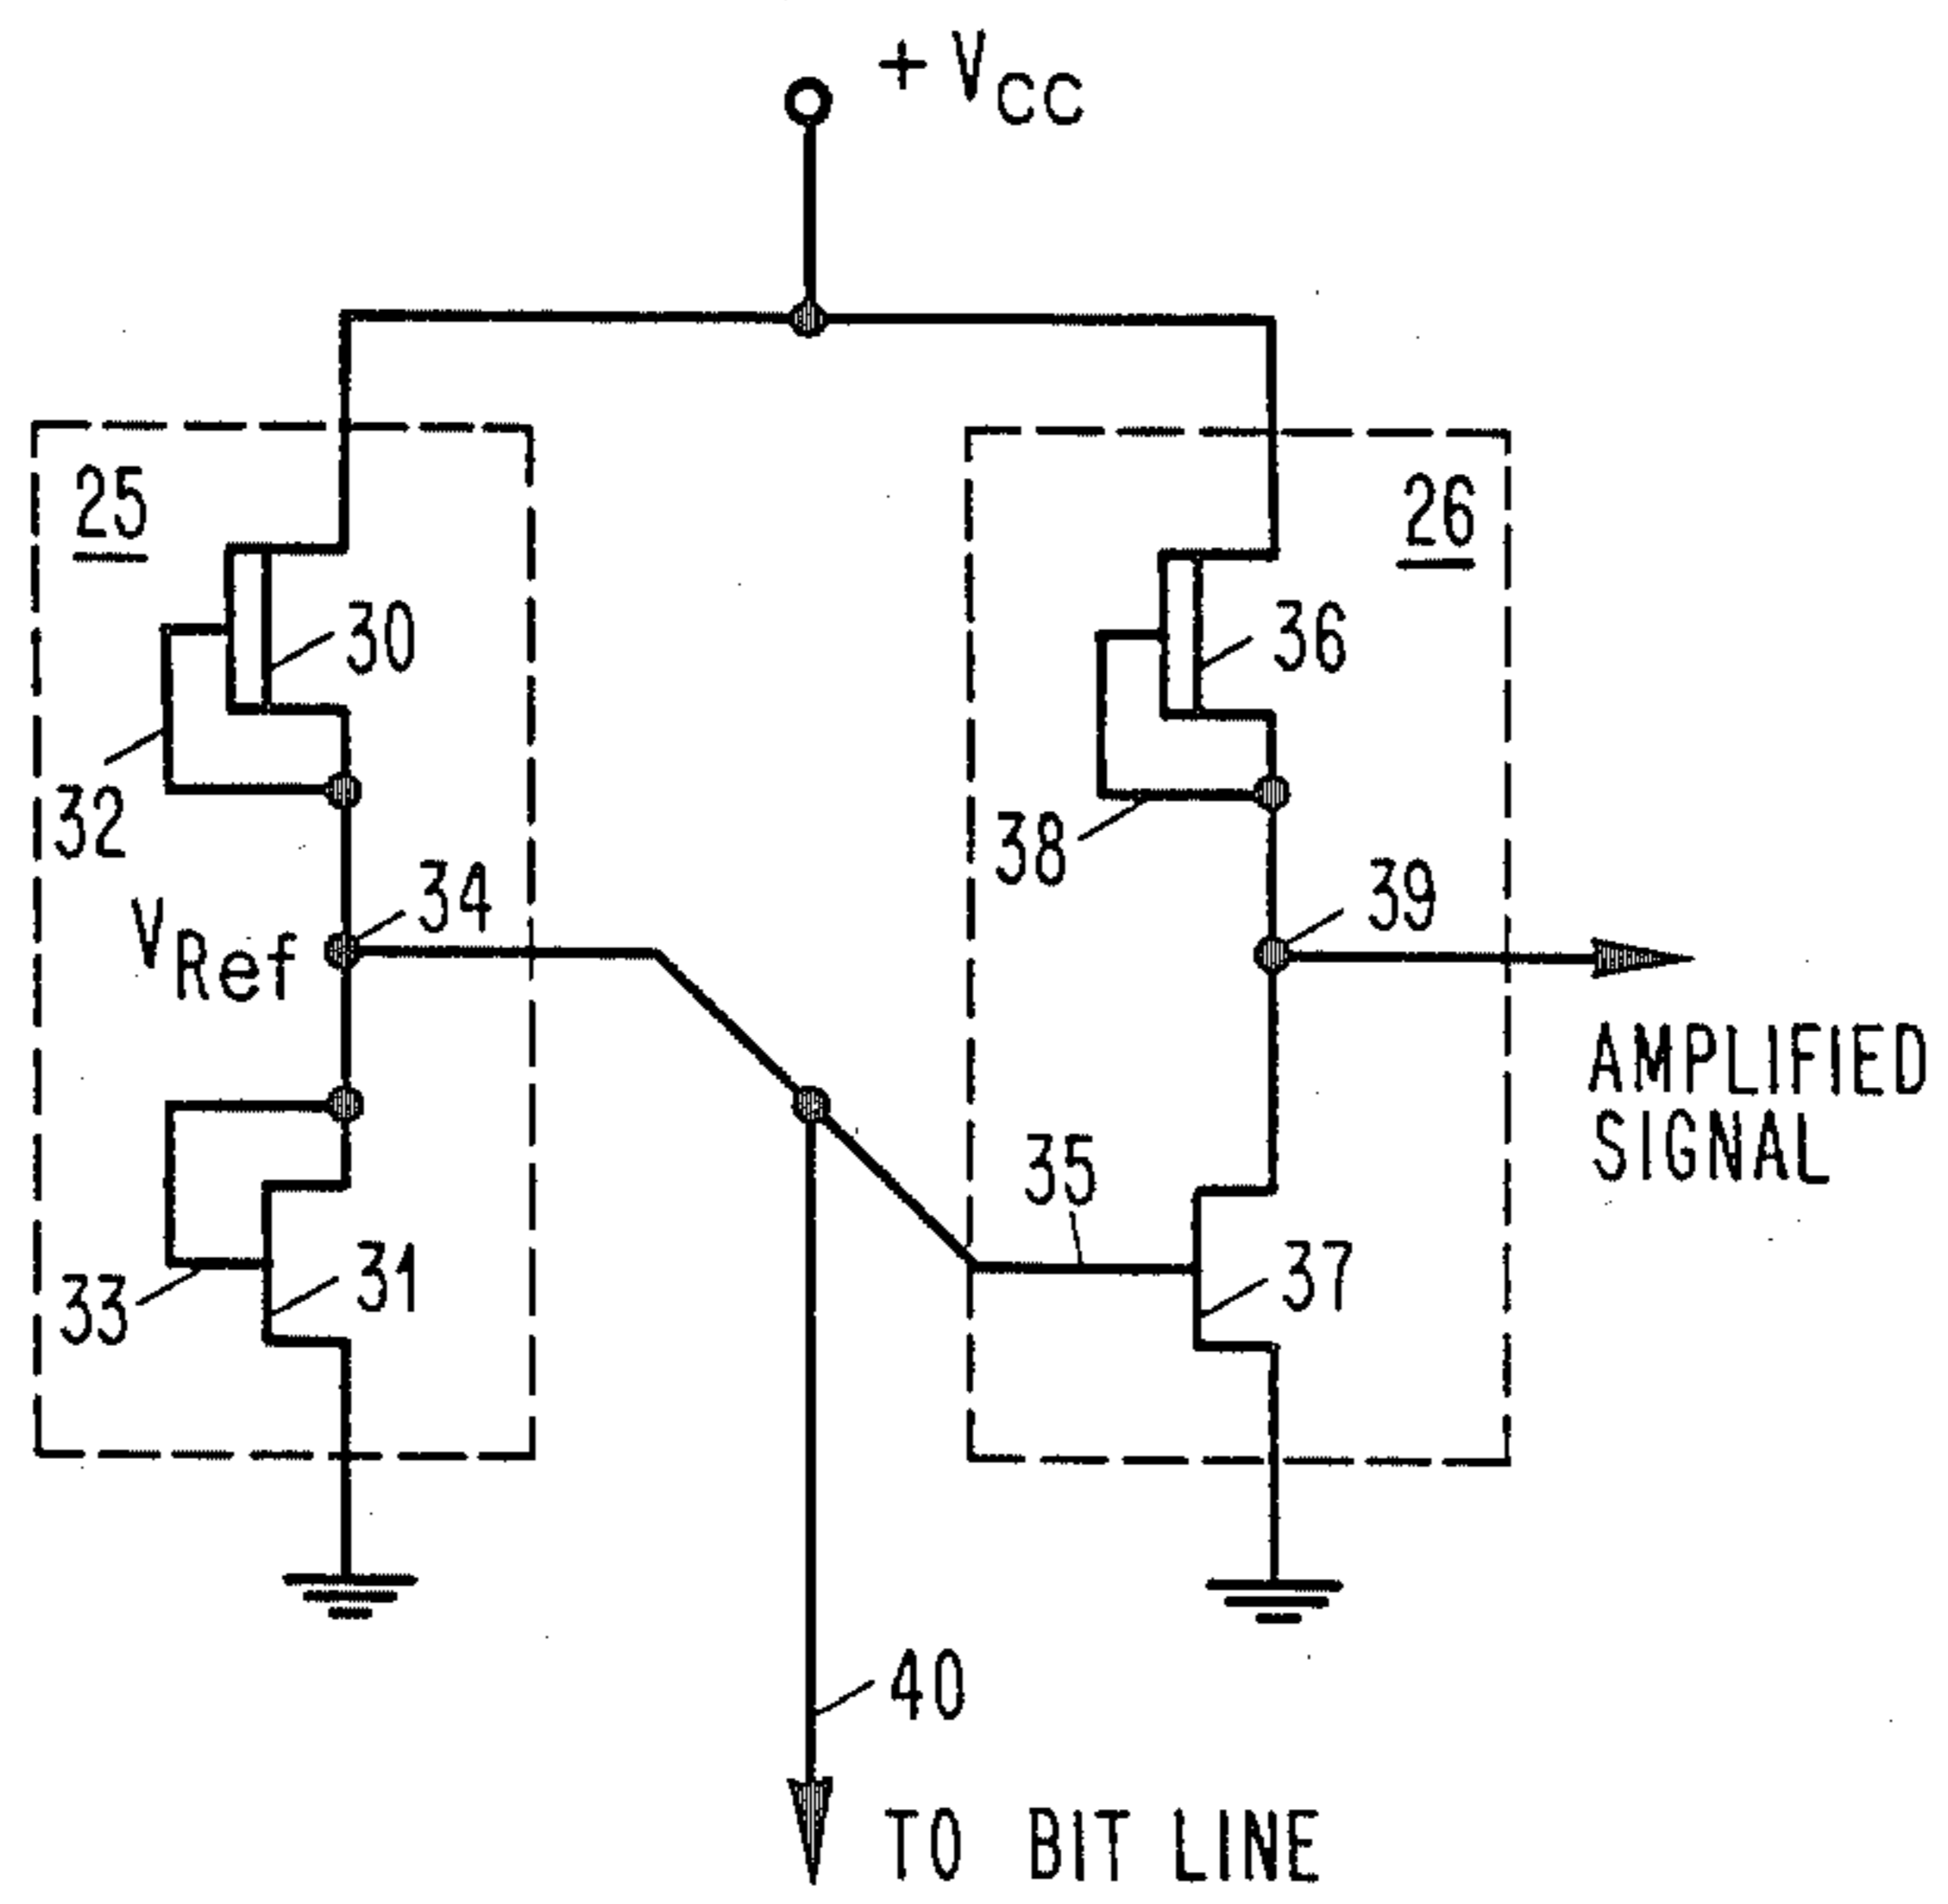 + VCC
25
26
30
36
32
38
34
39
VRef
AMPLIFIED
SIGNAL
35
31
37
33
40
TO BIT LINE